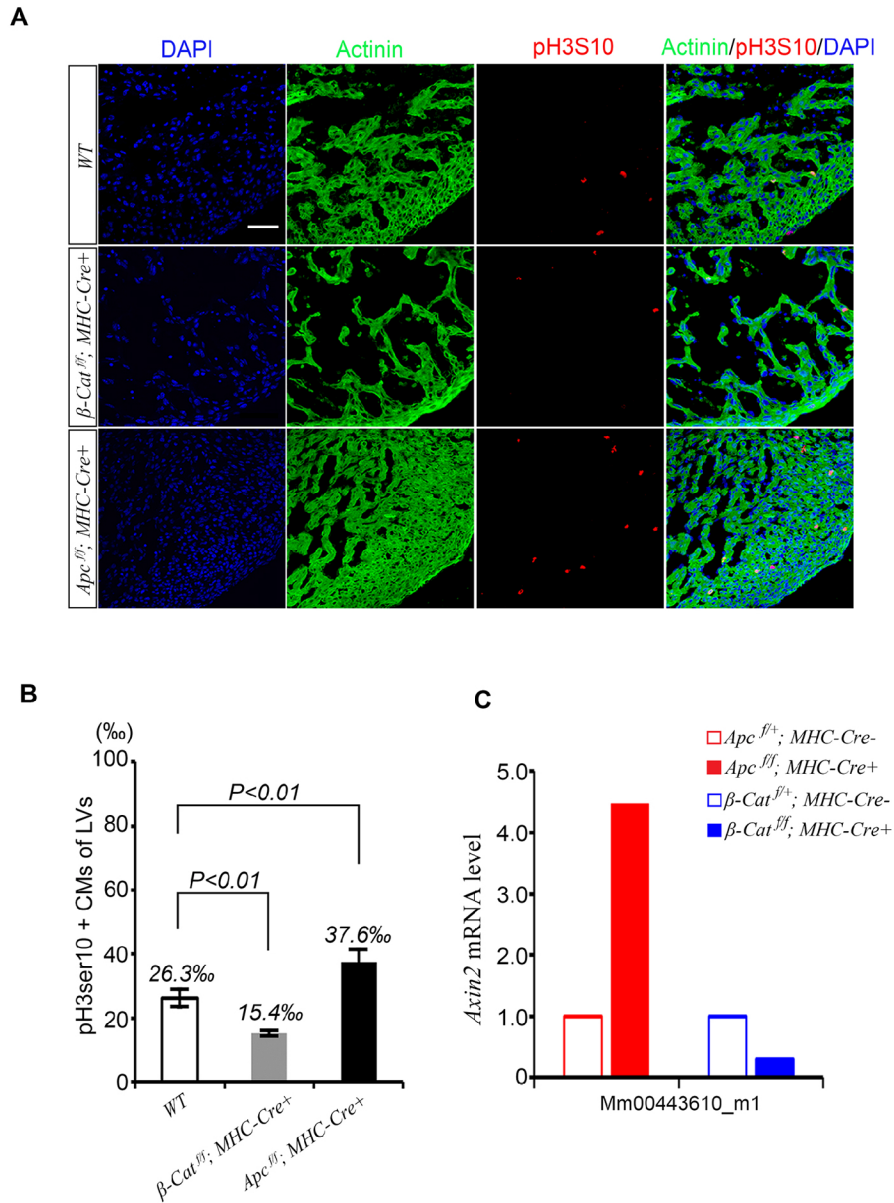 A
DAPI Actinin pH3S10 Actinin/pH3S10/DAPI
WT
β-Cat f/f; MHC-Cre+
Apc f/f; MHC-Cre+
B
(‰)
pH3ser10 + CMs of LVs
100
80
60
40
20
0
P<0.01
P<0.01
26.3‰
15.4‰
37.6‰
WT
β-Cat f/f; MHC-Cre+
Apc f/f; MHC-Cre+
C
Apc f/+; MHC-Cre-
Apc f/f; MHC-Cre+
β-Cat f/+; MHC-Cre-
β-Cat f/f; MHC-Cre+
Axin2 mRNA level
5.0
4.0
3.0
2.0
1.0
0
Mm00443610_m1